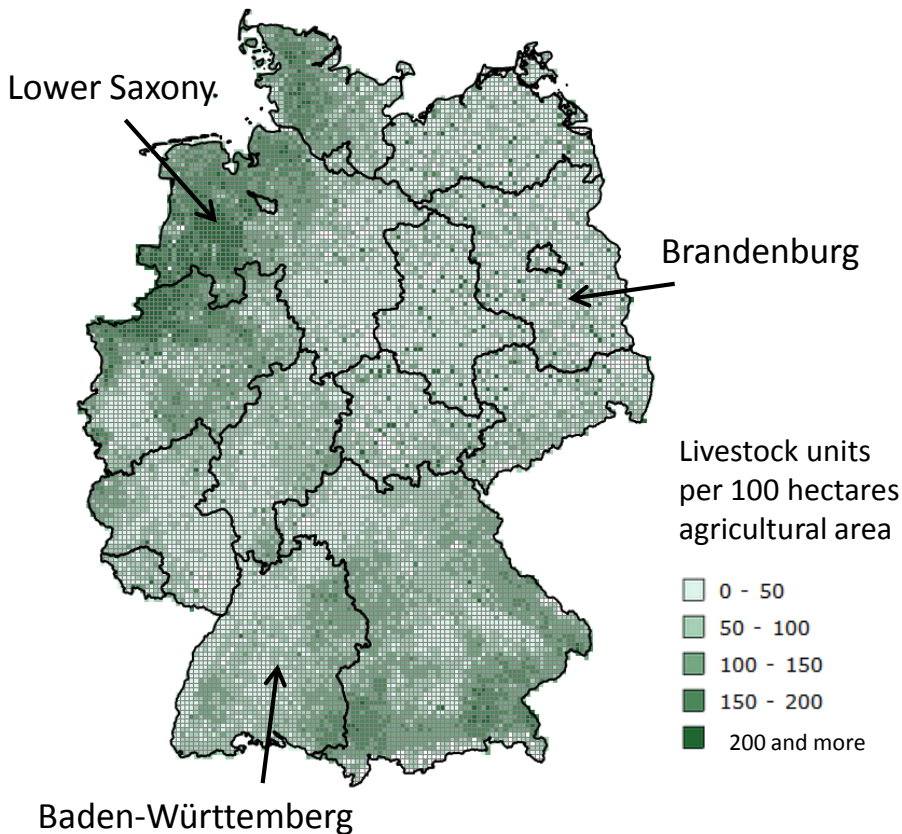 Lower Saxony
Brandenburg
Livestock units
per 100 hectares
agricultural area
0 - 50
50 - 100
100 - 150
150 - 200
200 and more
Baden-Württemberg